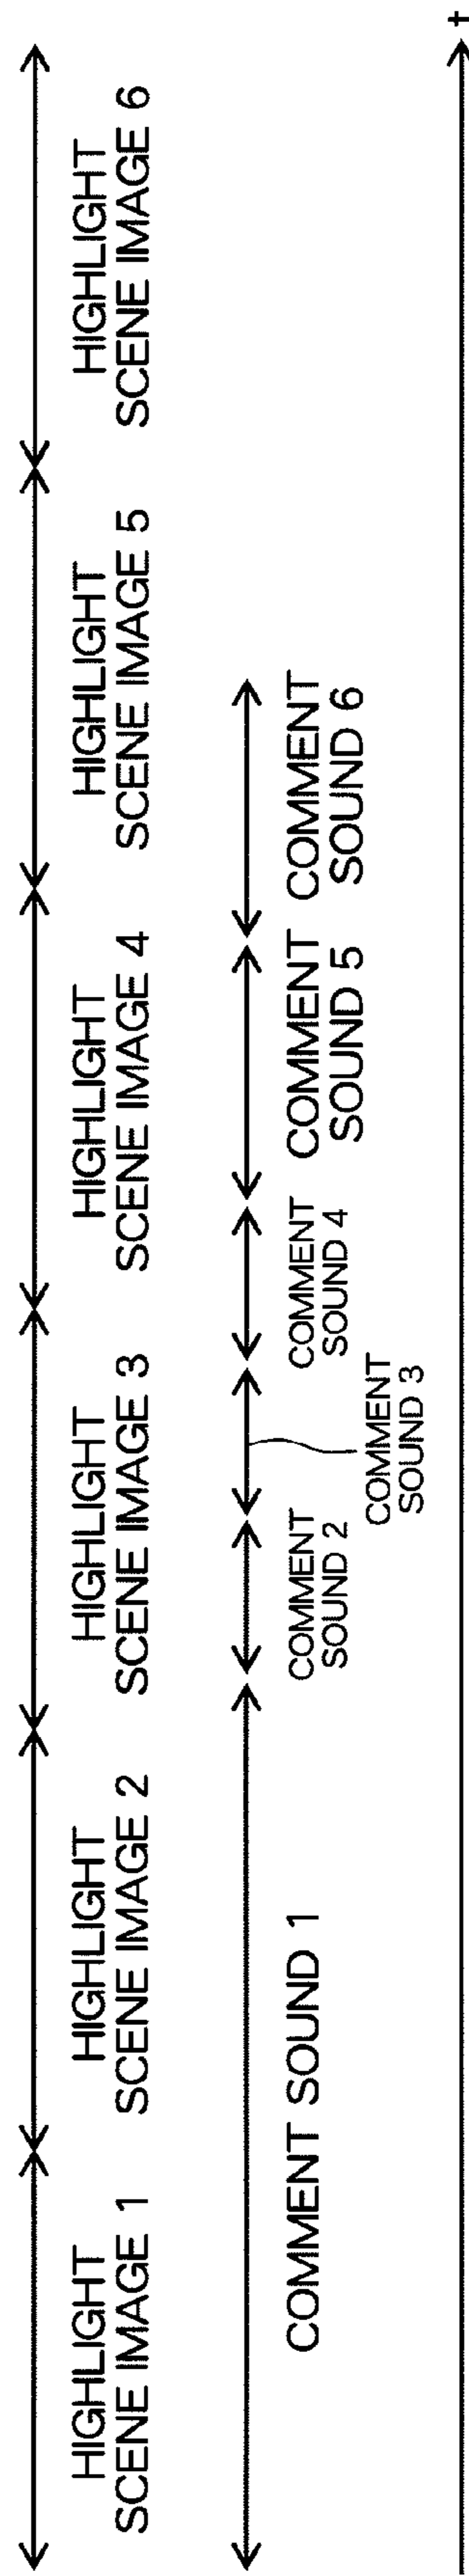 HIGHLIGHT
SCENE IMAGE 1
HIGHLIGHT
SCENE IMAGE 2
HIGHLIGHT
SCENE IMAGE 3
HIGHLIGHT
SCENE IMAGE 4
HIGHLIGHT
SCENE IMAGE 5
HIGHLIGHT
SCENE IMAGE 6
COMMENT SOUND 1
COMMENT
SOUND 2
COMMENT
SOUND 3
COMMENT
SOUND 4
COMMENT
SOUND 5
COMMENT
SOUND 6
t